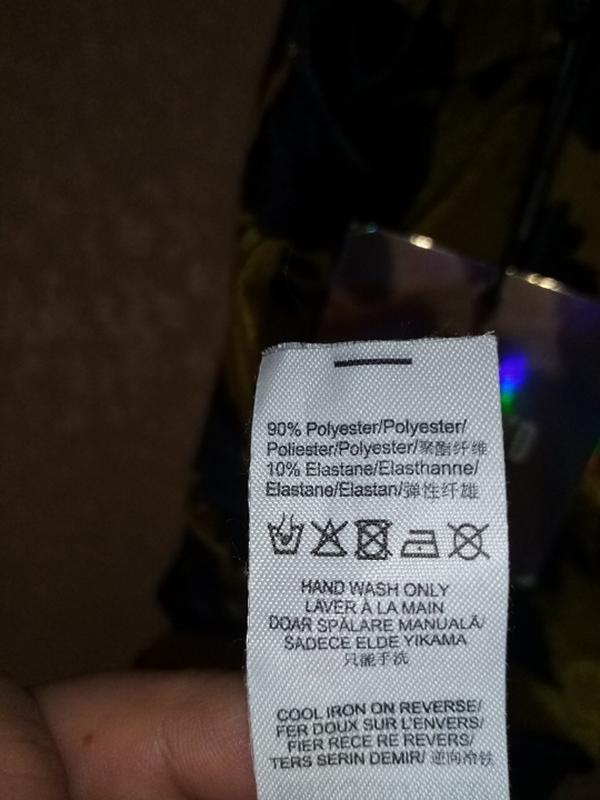 90% Polyester/Polyester/
Poliester/Polyester/聚酯纤维
10% Elastane/Elasthanne/
Elastane/Elastan/弹性纤雄
HAND WASH ONLY
LAVER À LA MAIN
DOAR SPĂLARE MANUALĂ/
SADECE ELDE YIKAMA
只能手洗
COOL IRON ON REVERSE/
FER DOUX SUR L'ENVERS/
FIER RECE RE REVERS/
TERS SERIN DEMIR/ 逆向冷铁